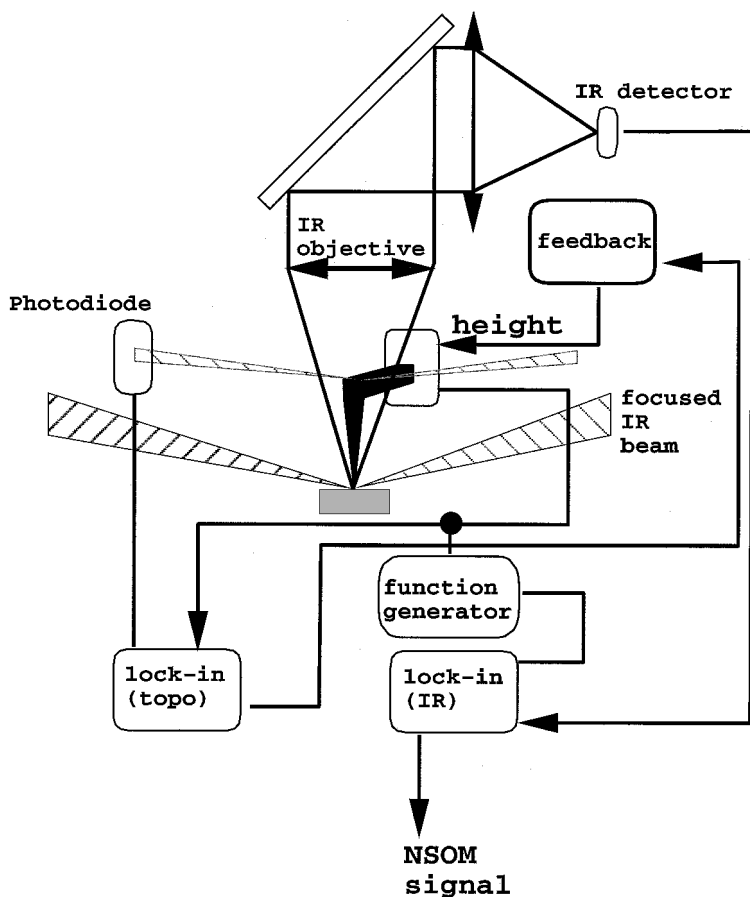 IR detector
IR
objective
feedback
Photodiode
height
focused
IR
beam
function
generator
lock-in
(topo)
lock-in
(IR)
NSOM
signal